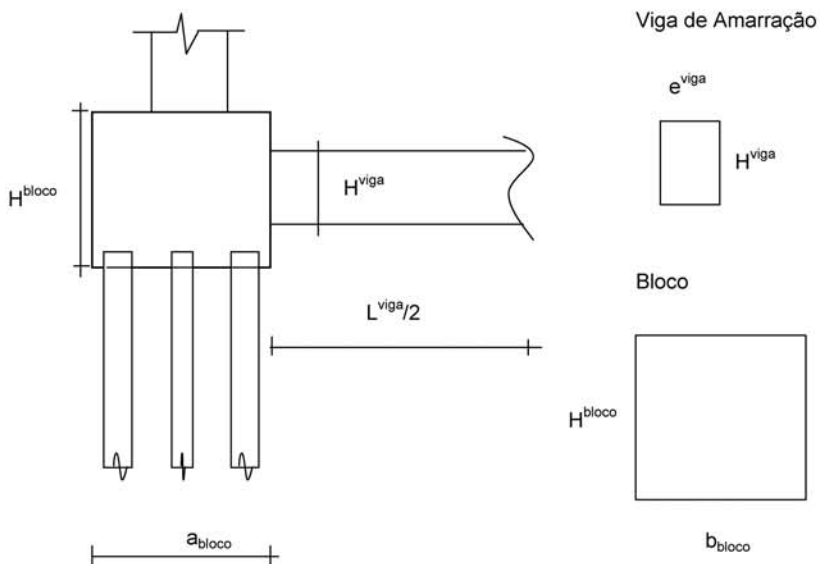 Viga de Amarração
e^viga
H^viga
H^bloco
H^viga
L^viga/2
Bloco
H^bloco
a_bloco
b_bloco